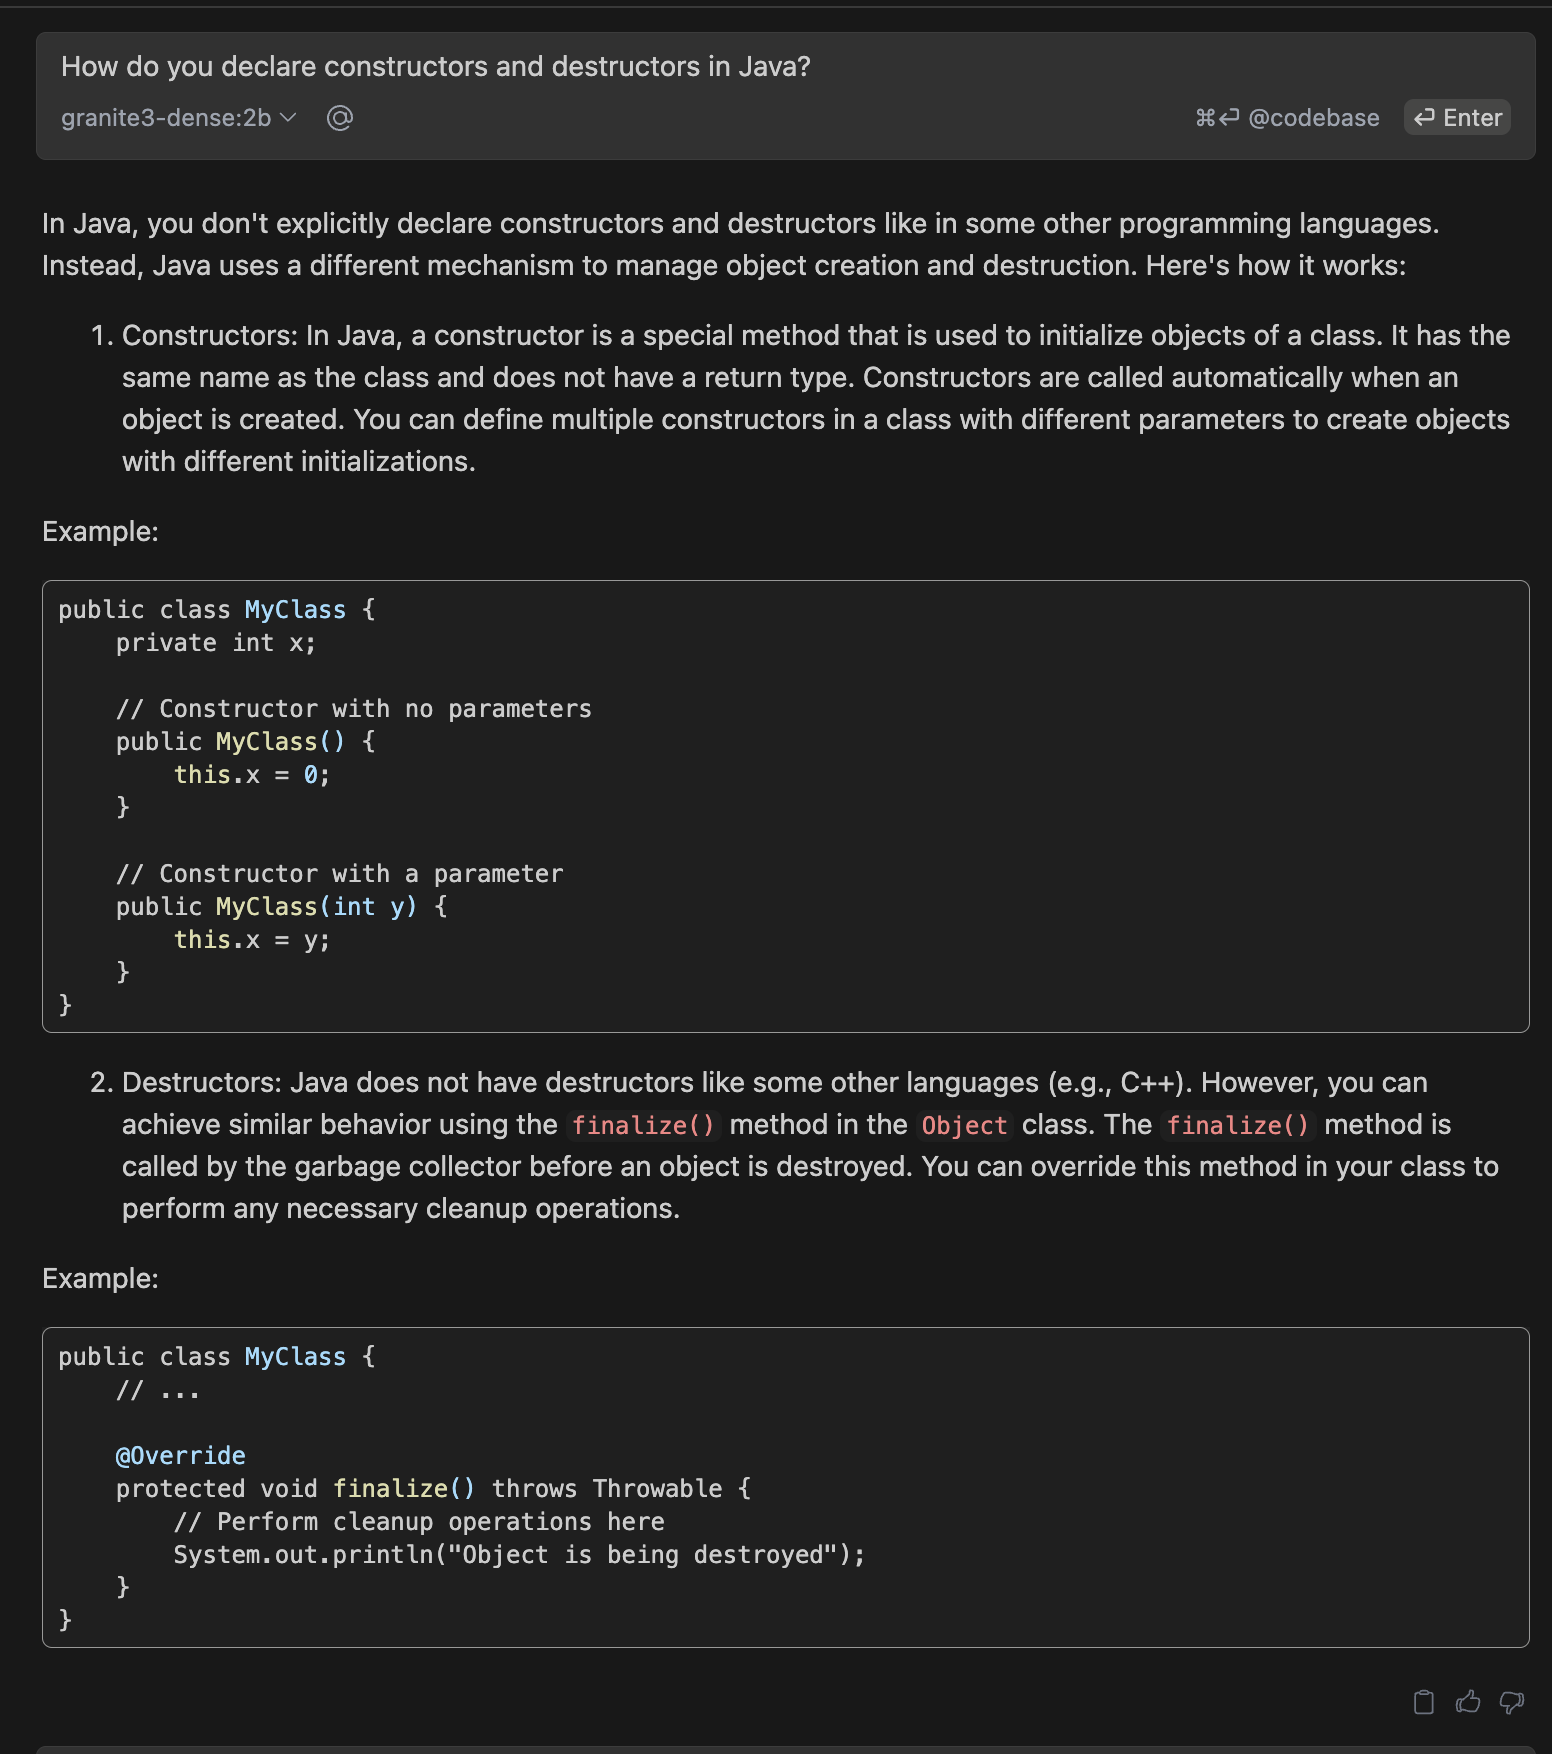 How do you declare constructors and destructors in Java?
granite3-dense:2b @ ⌘⏎ @codebase ⏎ Enter
In Java, you don't explicitly declare constructors and destructors like in some other programming languages.
Instead, Java uses a different mechanism to manage object creation and destruction. Here's how it works:
1. Constructors: In Java, a constructor is a special method that is used to initialize objects of a class. It has the
same name as the class and does not have a return type. Constructors are called automatically when an
object is created. You can define multiple constructors in a class with different parameters to create objects
with different initializations.
Example:
public class MyClass {
    private int x;

    // Constructor with no parameters
    public MyClass() {
        this.x = 0;
    }

    // Constructor with a parameter
    public MyClass(int y) {
        this.x = y;
    }
}
2. Destructors: Java does not have destructors like some other languages (e.g., C++). However, you can
achieve similar behavior using the finalize() method in the Object class. The finalize() method is
called by the garbage collector before an object is destroyed. You can override this method in your class to
perform any necessary cleanup operations.
Example:
public class MyClass {
    // ...

    @Override
    protected void finalize() throws Throwable {
        // Perform cleanup operations here
        System.out.println("Object is being destroyed");
    }
}